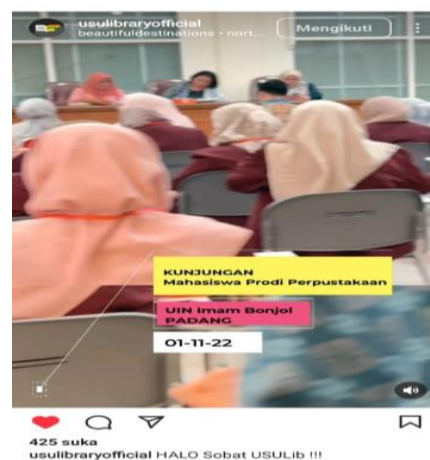 usulibraryofficial
beautifuldestinations • nort...
Mengikuti
KUNJUNGAN
Mahasiswa Prodi Perpustakaan
UIN Imam Bonjol
PADANG
01-11-22
425 suka
usulibraryofficial HALO Sobat USULib !!!